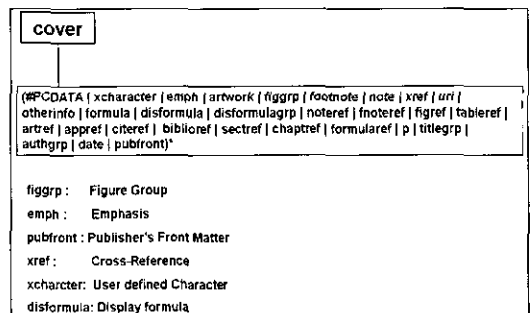 cover
(#PCDATA | xcharacter | emph | artwork | figgrp | footnote | note | xref | uri |
otherinfo | formula | disformula | disformulagrp | noteref | fnoteref | figref | tableref |
artref | appref | citeref | biblioref | sectref | chaptref | formularef | p | titlegrp |
authgrp | date | pubfront)*
figgrp : Figure Group
emph : Emphasis
pubfront : Publisher's Front Matter
xref : Cross-Reference
xcharcter: User defined Character
disformula: Display formula